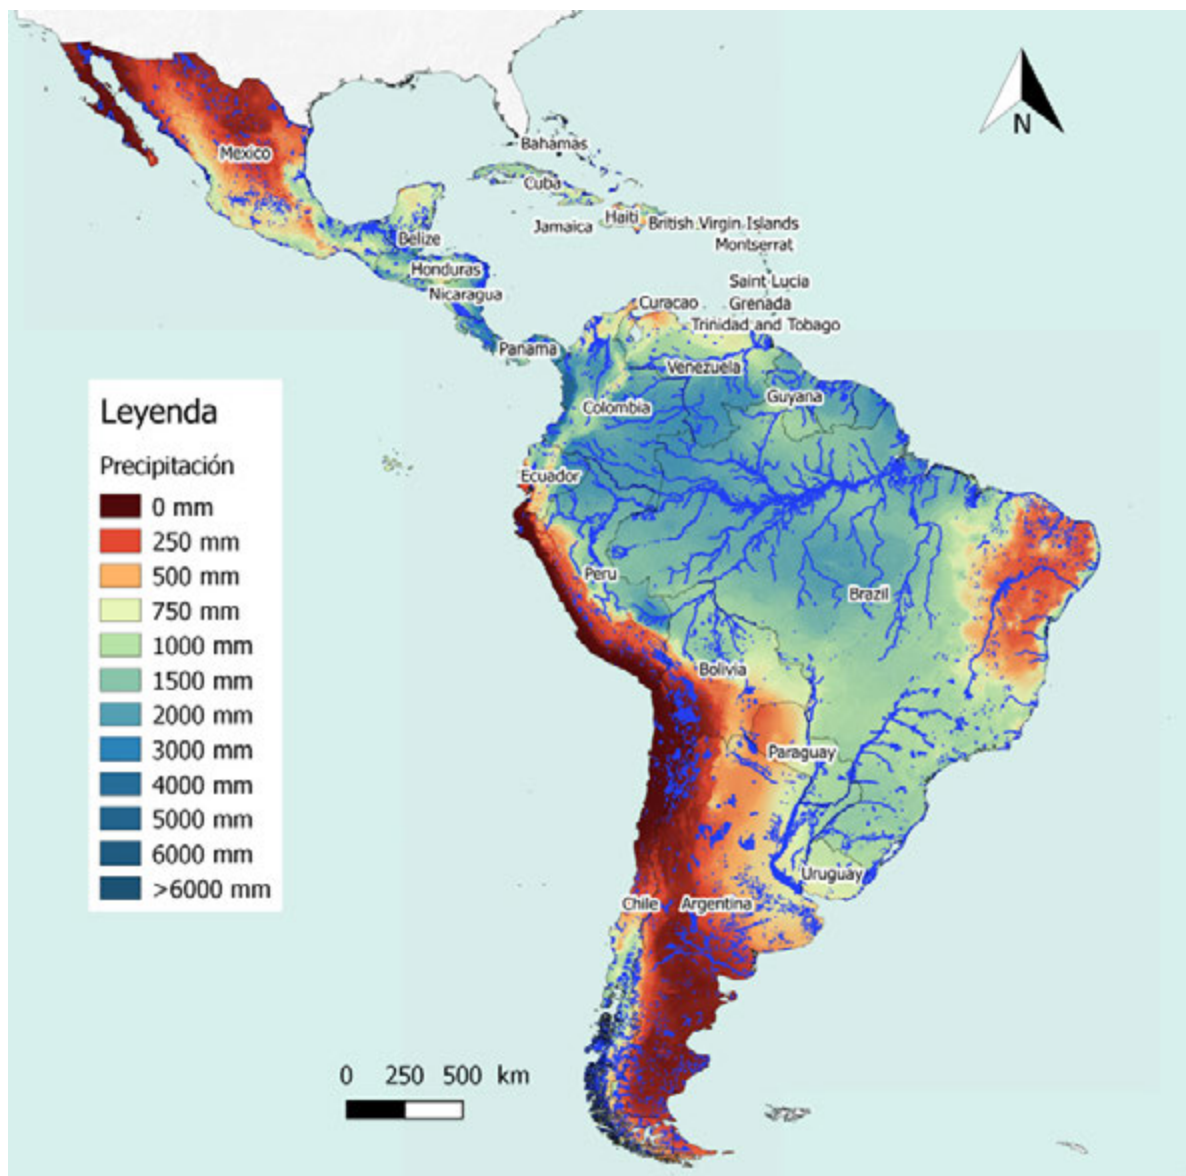 N
Bahamas
Mexico
Cuba
Haiti
Jamaica
British Virgin Islands
Belize
Montserrat
Honduras
Saint Lucia
Nicaragua
Curacao
Grenada
Trinidad and Tobago
Panama
Venezuela
Guyana
Colombia
Ecuador
Peru
Brazil
Bolivia
Paraguay
Uruguay
Chile
Argentina
Leyenda
Precipitación
0 mm
250 mm
500 mm
750 mm
1000 mm
1500 mm
2000 mm
3000 mm
4000 mm
5000 mm
6000 mm
>6000 mm
0 250 500 km